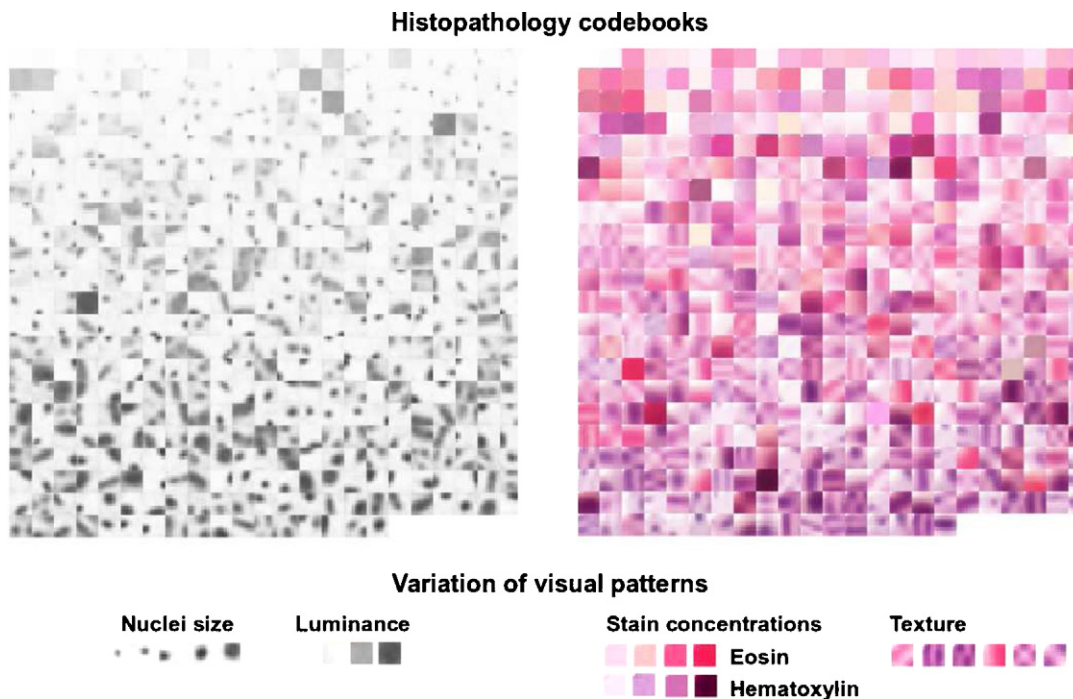 Histopathology codebooks
Variation of visual patterns
Nuclei size
Luminance
Stain concentrations
Texture
Eosin
Hematoxylin